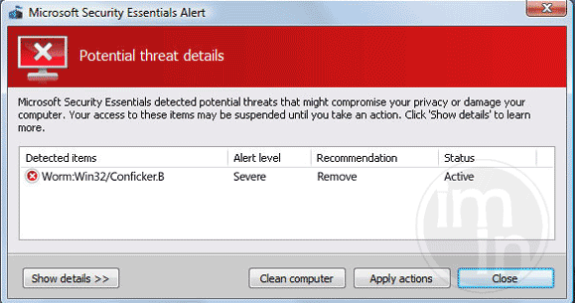 Microsoft Security Essentials Alert
Potential threat details
Microsoft Security Essentials detected potential threats that might compromise your privacy or damage your
computer. Your access to these items may be suspended until you take an action. Click 'Show details' to learn
more.
Detected items Alert level Recommendation Status
Worm:Win32/Conficker.B Severe Remove Active
im
in
Show details >> Clean computer Apply actions Close